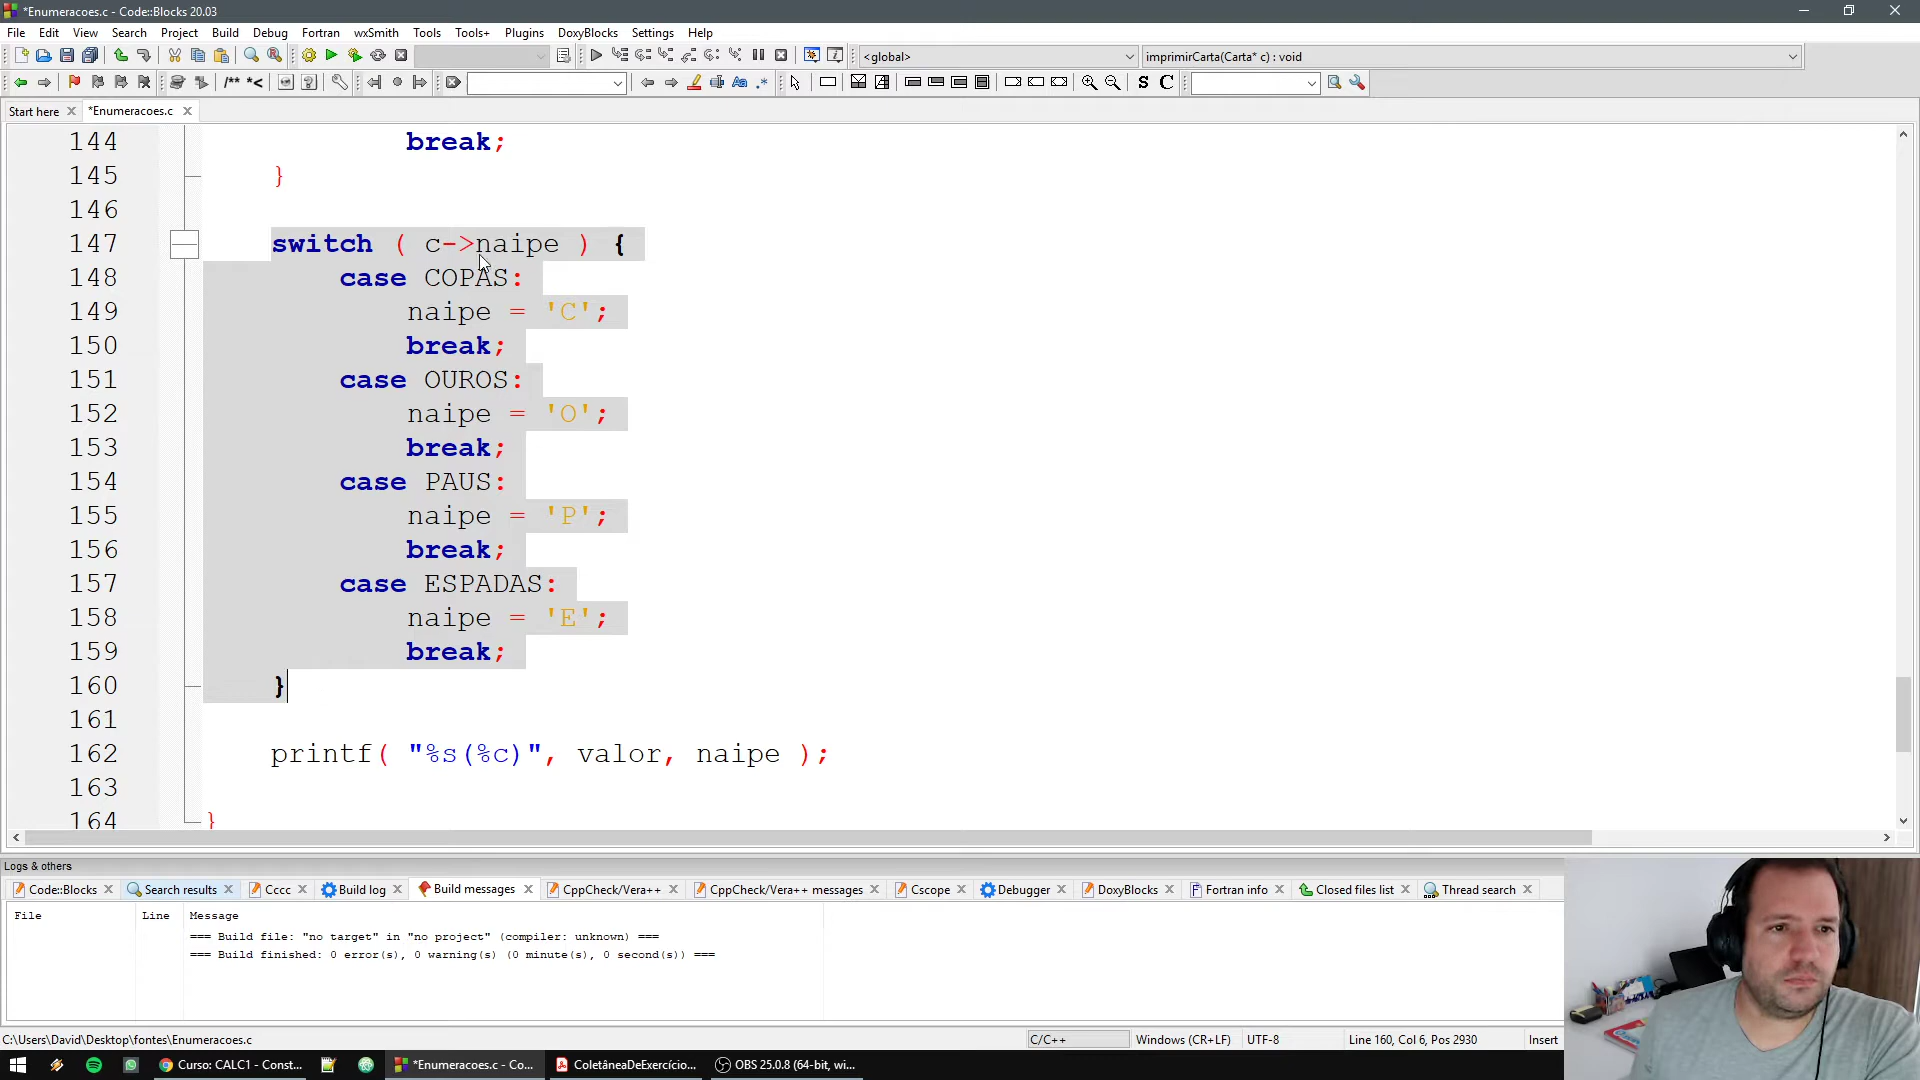 *Enumeracoes.c - Code::Blocks 20.03
File Edit View Search Project Build Debug Fortran wxSmith Tools Tools+ Plugins DoxyBlocks Settings Help
<global> imprimirCarta(Carta* c) : void
/** *< Aa .* S C
Start here *Enumeracoes.c
144 break;
145 }
146
147 switch ( c->naipe ) {
148 case COPAS:
149 naipe = 'C';
150 break;
151 case OUROS:
152 naipe = 'O';
153 break;
154 case PAUS:
155 naipe = 'P';
156 break;
157 case ESPADAS:
158 naipe = 'E';
159 break;
160 }
161
162 printf( "%s(%c)", valor, naipe );
163
164 }
Logs & others
Code::Blocks Search results Cccc Build log Build messages CppCheck/Vera++ CppCheck/Vera++ messages Cscope Debugger DoxyBlocks Fortran info Closed files list Thread search
File Line Message
=== Build file: "no target" in "no project" (compiler: unknown) ===
=== Build finished: 0 error(s), 0 warning(s) (0 minute(s), 0 second(s)) ===
C:\Users\David\Desktop\fontes\Enumeracoes.c C/C++ Windows (CR+LF) UTF-8 Line 160, Col 6, Pos 2930 Insert
Curso: CALC1 - Const... *Enumeracoes.c - Co... ColetâneaDeExercício... OBS 25.0.8 (64-bit, wi...